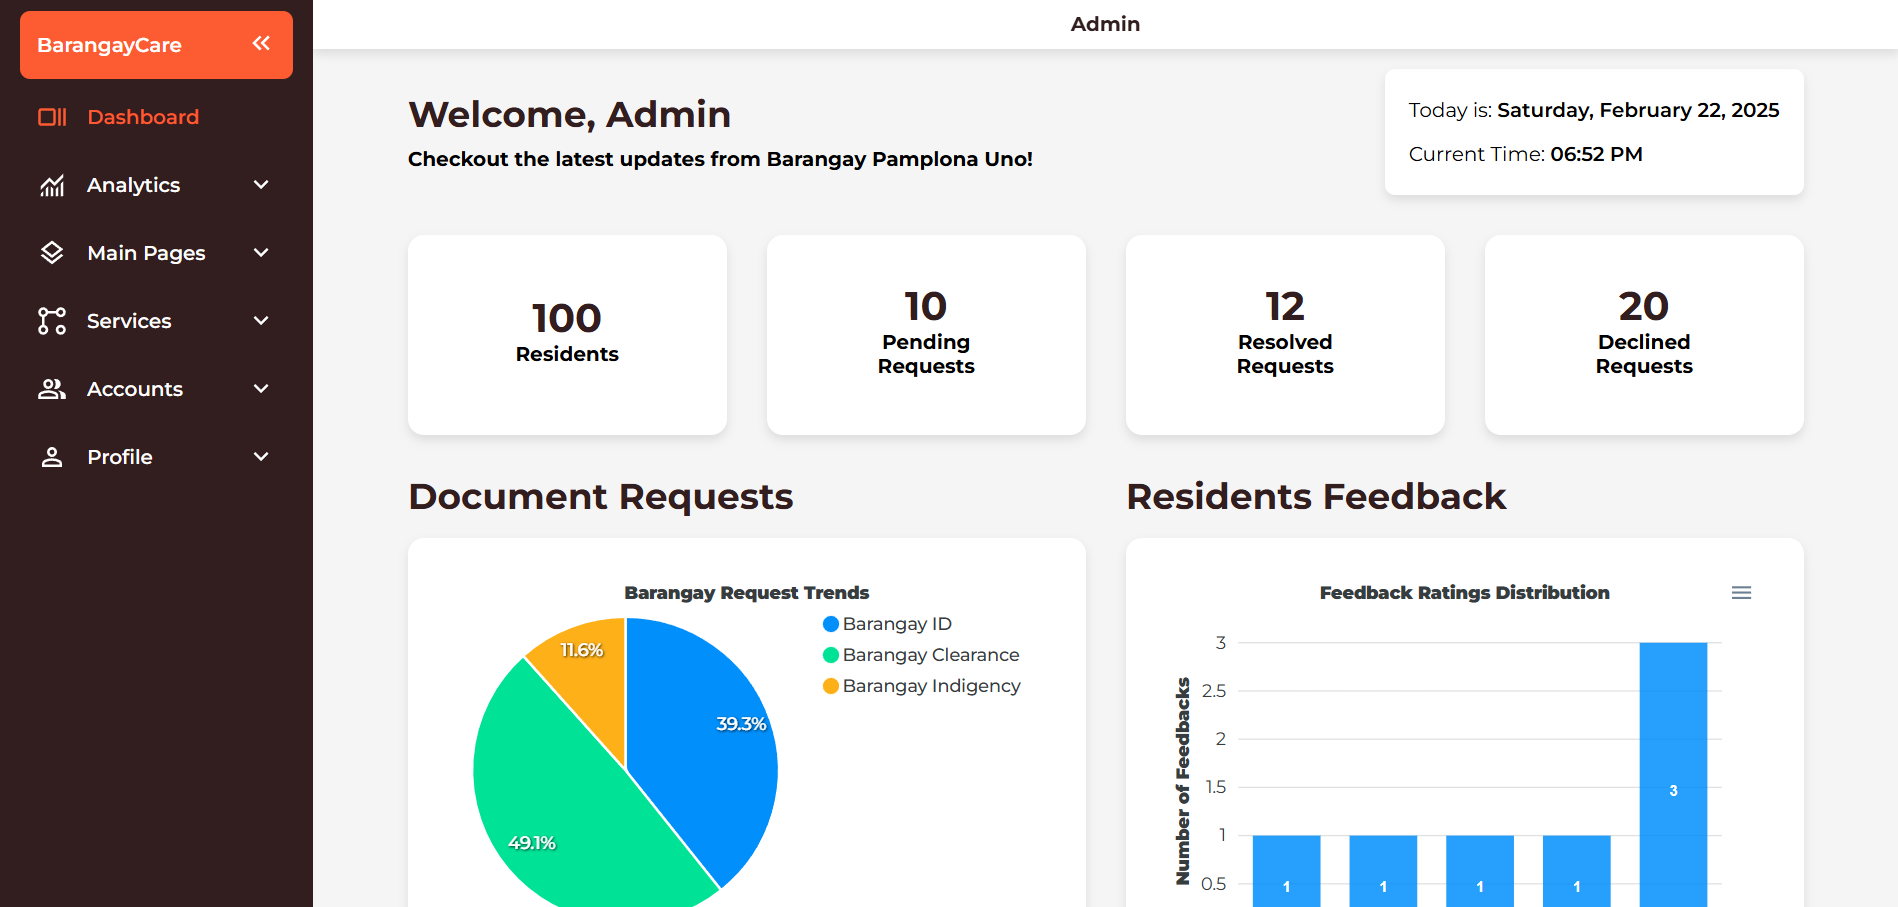 BarangayCare
Dashboard
Analytics
Main Pages
Services
Accounts
Profile
Admin
Welcome, Admin
Checkout the latest updates from Barangay Pamplona Uno!
Today is: Saturday, February 22, 2025
Current Time: 06:52 PM
100
Residents
10
Pending
Requests
12
Resolved
Requests
20
Declined
Requests
Document Requests
Barangay Request Trends
Barangay ID
Barangay Clearance
Barangay Indigency
11.6%
39.3%
49.1%
Residents Feedback
Feedback Ratings Distribution
Number of Feedbacks
3
2.5
2
1.5
1
0.5
1
1
1
1
3